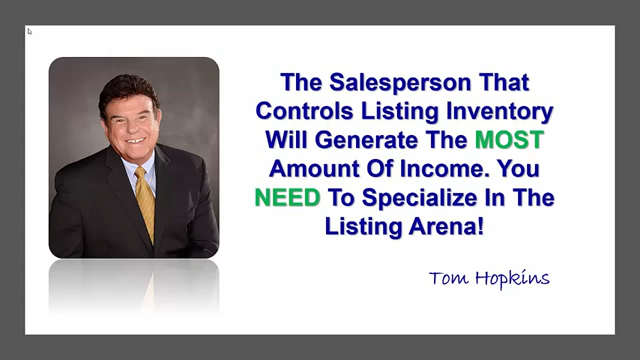 The Salesperson That
Controls Listing Inventory
Will Generate The MOST
Amount Of Income. You
NEED To Specialize In The
Listing Arena!
Tom Hopkins